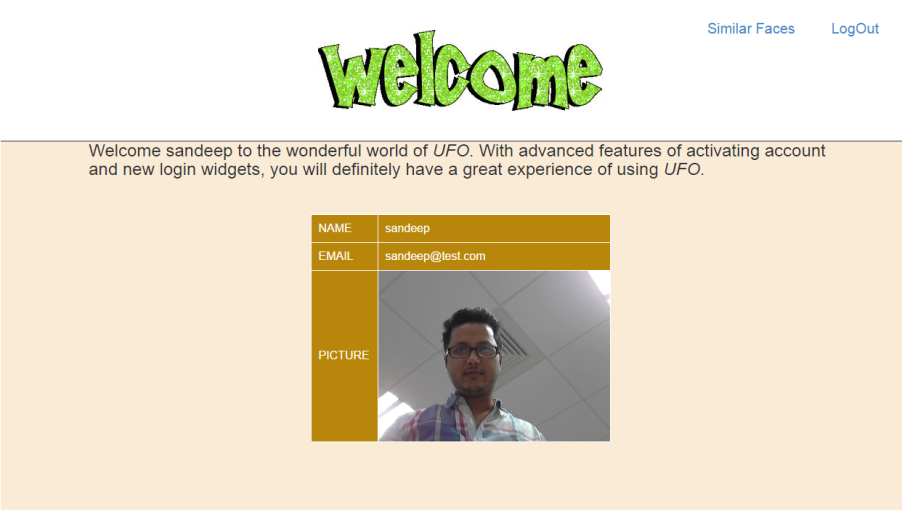 Similar Faces LogOut
welcome
Welcome sandeep to the wonderful world of UFO. With advanced features of activating account
and new login widgets, you will definitely have a great experience of using UFO.
NAME sandeep
EMAIL sandeep@test.com
PICTURE